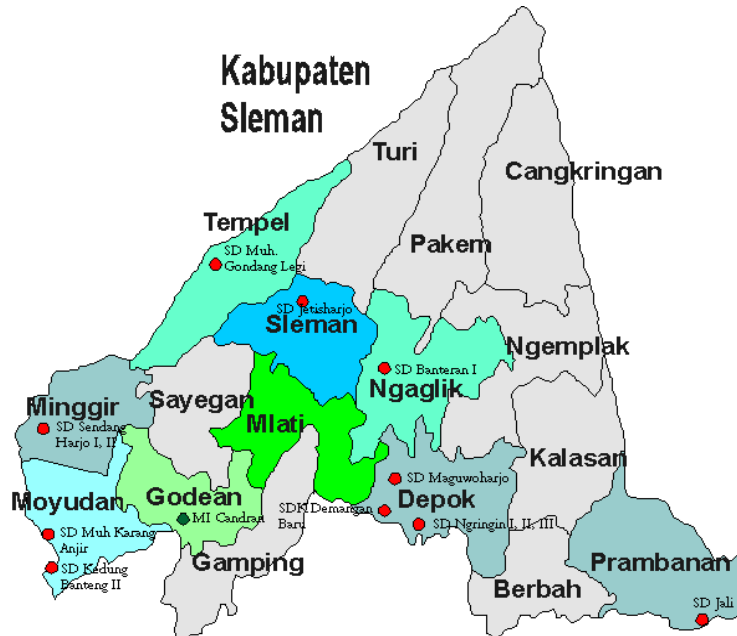 Kabupaten
Sleman
Turi
Cangkringan
Tempel
Pakem
SD Muh.
Gondang Legi
SD Jetisharjo
Sleman
Ngemplak
SD Banteran I
Ngaglik
Sayegan
Minggir
Mlati
SD Sendang
Harjo I, II
Kalasan
SD Maguwoharjo
Moyudan
Godean
Depok
SDK Demangan
Baru
MI Candran
SD Ngringin I, II, III
SD Muh Karang
Anjir
Gamping
Prambanan
SD Kedung
Banteng II
Berbah
SD Jali